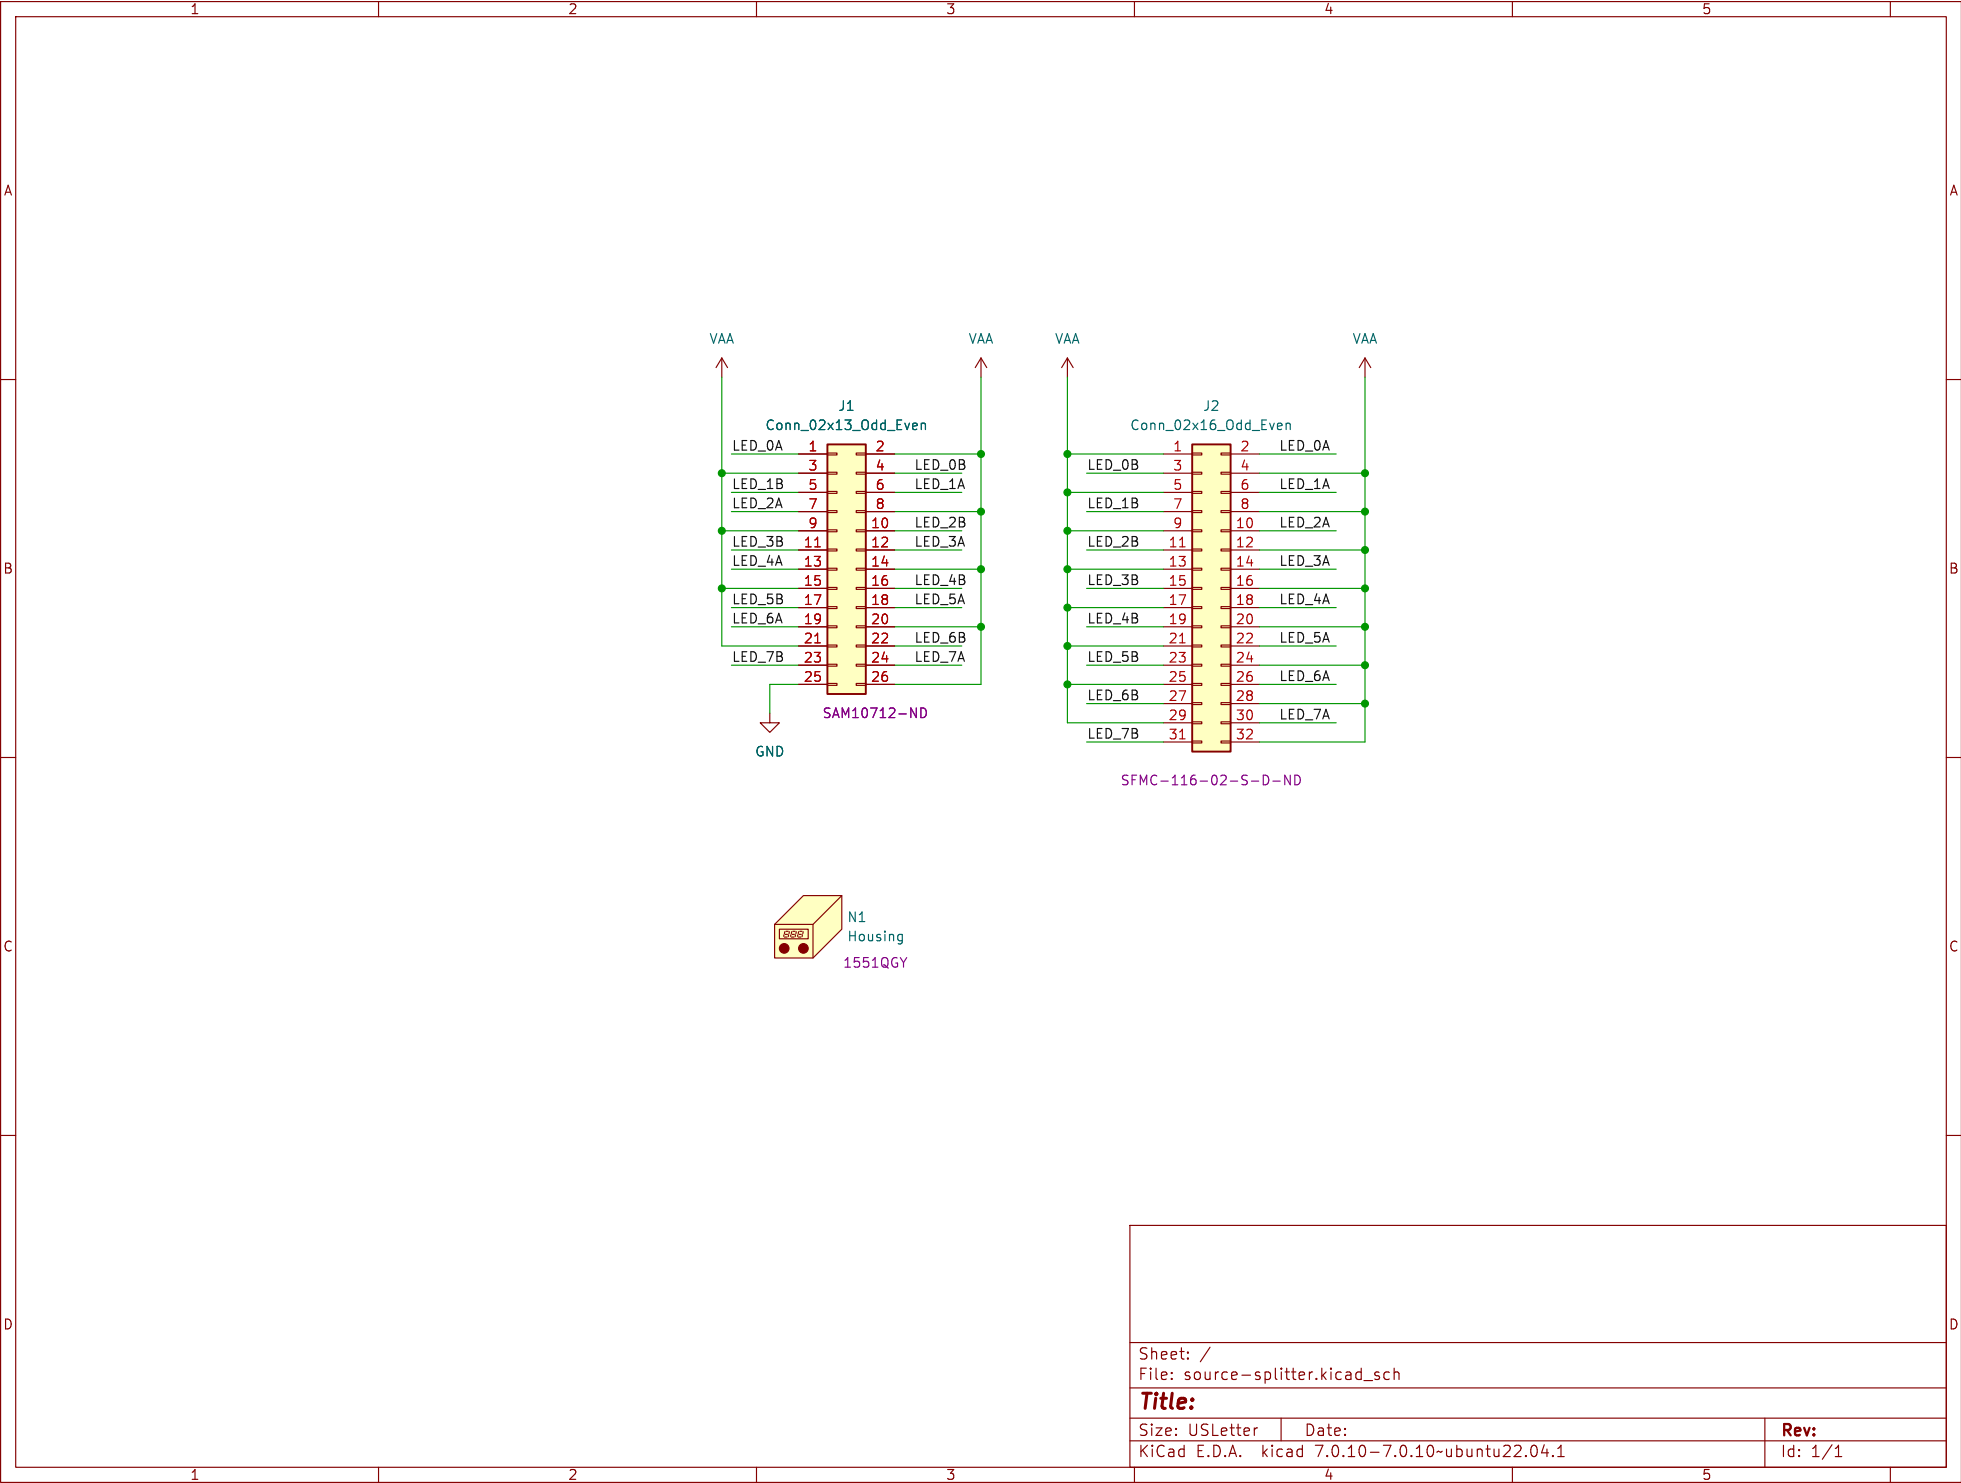 1 2 3 4 5
A A
VAA VAA VAA VAA
J1 J2
Conn_02x13_Odd_Even Conn_02x16_Odd_Even
LED_0A 1 2 1 2 LED_0A
3 4 LED_0B LED_0B 3 4
LED_1B 5 6 LED_1A 5 6 LED_1A
LED_2A 7 8 LED_1B 7 8
9 10 LED_2B 9 10 LED_2A
LED_3B 11 12 LED_3A LED_2B 11 12
B LED_4A 13 14 13 14 LED_3A B
15 16 LED_4B LED_3B 15 16
LED_5B 17 18 LED_5A 17 18 LED_4A
LED_6A 19 20 LED_4B 19 20
21 22 LED_6B 21 22 LED_5A
LED_7B 23 24 LED_7A LED_5B 23 24
25 26 25 26 LED_6A
LED_6B 27 28
SAM10712-ND 29 30 LED_7A
LED_7B 31 32
GND
SFMC-116-02-S-D-ND
N1
888 Housing
C C
1551QGY
D D
Sheet: /
File: source-splitter.kicad_sch
Title:
Size: USLetter Date: Rev:
KiCad E.D.A. kicad 7.0.10-7.0.10~ubuntu22.04.1 Id: 1/1
1 2 3 4 5